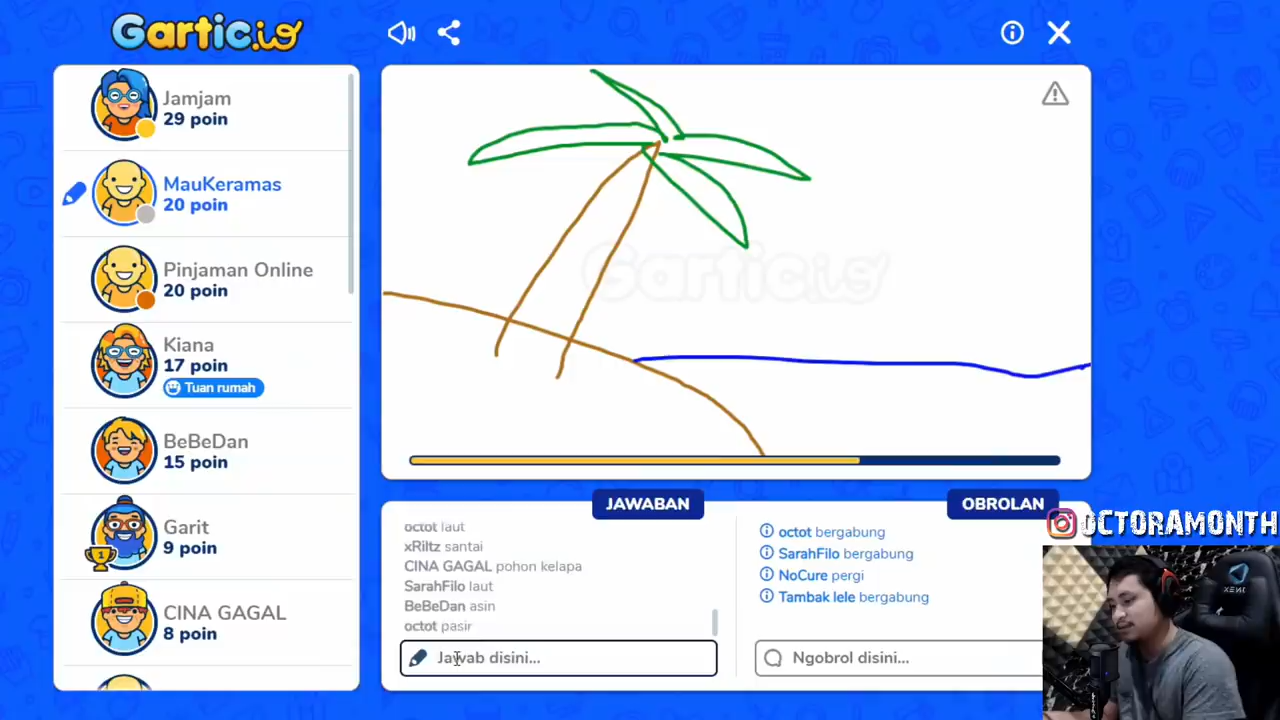 Gartic.io
Jamjam
29 poin
MauKeramas
20 poin
Pinjaman Online
20 poin
Kiana
17 poin
Tuan rumah
BeBeDan
15 poin
Garit
9 poin
1
CINA GAGAL
8 poin
Gartic.io
JAWABAN
octot laut
xRiltz santai
CINA GAGAL pohon kelapa
SarahFilo laut
BeBeDan asin
octot pasir
Jawab disini...
OBROLAN
octot bergabung
SarahFilo bergabung
NoCure pergi
Tambak lele bergabung
Ngobrol disini...
OCTORAMONTH